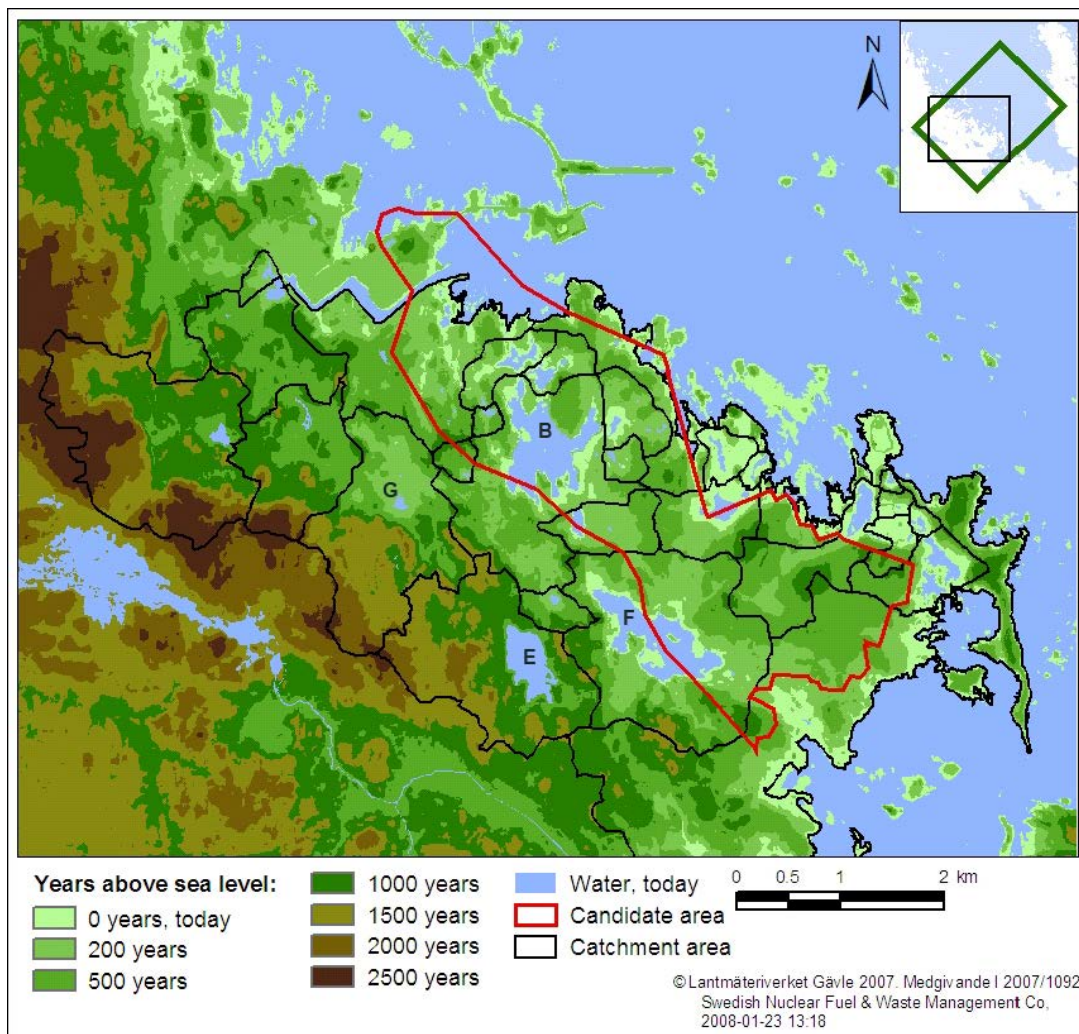 N
B
G
F
E
Years above sea level:
0 years, today
200 years
500 years
1000 years
1500 years
2000 years
2500 years
Water, today
Candidate area
Catchment area
0 0.5 1 2 km
© Lantmäteriverket Gävle 2007. Medgivande I 2007/1092
Swedish Nuclear Fuel & Waste Management Co,
2008-01-23 13:18